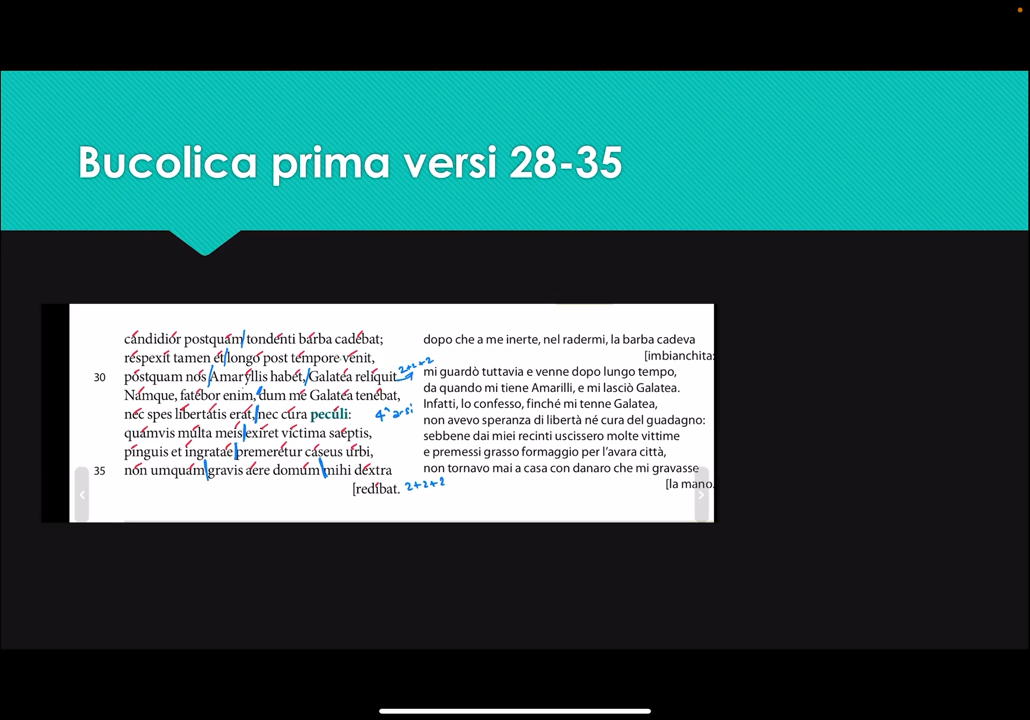 Bucolica prima versi 28-35
candidior postquam tondenti barba cadebat;
respexit tamen et longo post tempore venit,
30 postquam nos Amaryllis habet, Galatea reliquit. 2+2+2
Namque, fatebor enim, dum me Galatea tenebat,
nec spes libertatis erat, nec cura peculi: 4^ arsi
quamvis multa meis exiret victima saeptis,
pinguis et ingratae premeretur caseus urbi,
35 non umquam gravis aere domum mihi dextra
[redibat. 2+2+2
dopo che a me inerte, nel radermi, la barba cadeva
[imbianchita:
mi guardò tuttavia e venne dopo lungo tempo,
da quando mi tiene Amarilli, e mi lasciò Galatea.
Infatti, lo confesso, finché mi tenne Galatea,
non avevo speranza di libertà né cura del guadagno:
sebbene dai miei recinti uscissero molte vittime
e premessi grasso formaggio per l'avara città,
non tornavo mai a casa con danaro che mi gravasse
[la mano.